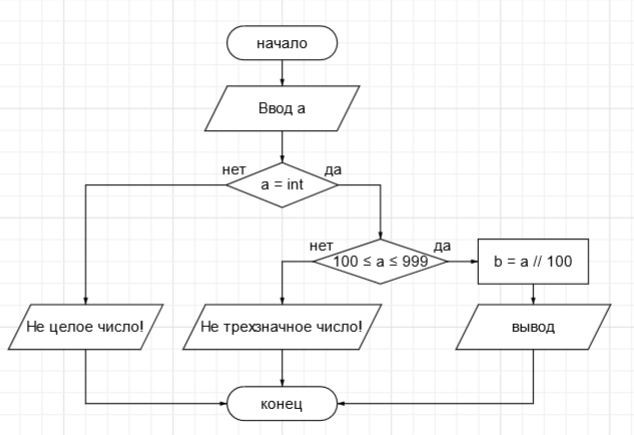 начало
Ввод a
нет
да
a = int
нет
да
100 ≤ a ≤ 999
b = a // 100
Не целое число!
Не трехзначное число!
вывод
конец